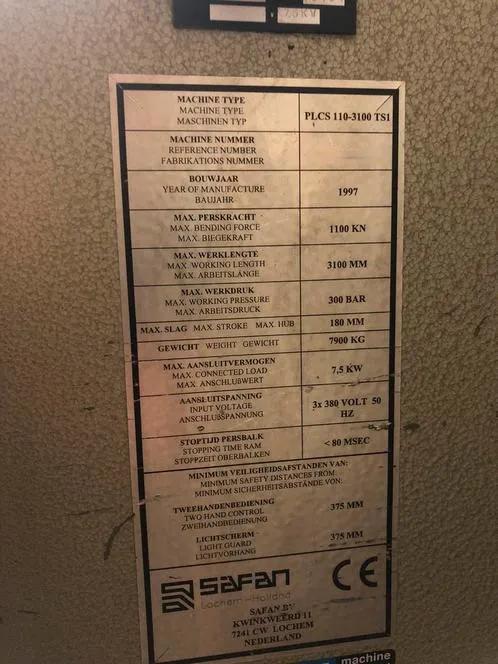 7,5 KW
MACHINE TYPE
MACHINE TYPE
MASCHINEN TYP
PLCS 110-3100 TS1
MACHINE NUMMER
REFERENCE NUMBER
FABRIKATIONS NUMMER
BOUWJAAR
YEAR OF MANUFACTURE
BAUJAHR
1997
MAX. PERSKRACHT
MAX. BENDING FORCE
MAX. BIEGEKRAFT
1100 KN
MAX. WERKLENGTE
MAX. WORKING LENGTH
MAX. ARBEITSLÄNGE
3100 MM
MAX. WERKDRUK
MAX. WORKING PRESSURE
MAX. ARBEITSDRUCK
300 BAR
MAX. SLAG MAX. STROKE MAX. HUB
180 MM
GEWICHT WEIGHT GEWICHT
7900 KG
MAX. AANSLUITVERMOGEN
MAX. CONNECTED LOAD
MAX. ANSCHLUßWERT
7,5 KW
AANSLUITSPANNING
INPUT VOLTAGE
ANSCHLUßSPANNUNG
3x 380 VOLT 50
HZ
STOPTIJD PERSBALK
STOPPING TIME RAM
STOPPZEIT OBERBALKEN
< 80 MSEC
MINIMUM VEILIGHEIDSAFSTANDEN VAN:
MINIMUM SAFETY DISTANCES FROM:
MINIMUM SICHERHEITSABSTÄNDE VON:
TWEEHANDENBEDIENING
TWO HAND CONTROL
ZWEIHANDBEDIENUNG
375 MM
LICHTSCHERM
LIGHT GUARD
LICHTVORHANG
375 MM
SAFAN
Lochem-Holland
CE
SAFAN BV
KWINKWEERD 11
7241 CW LOCHEM
NEDERLAND
machine